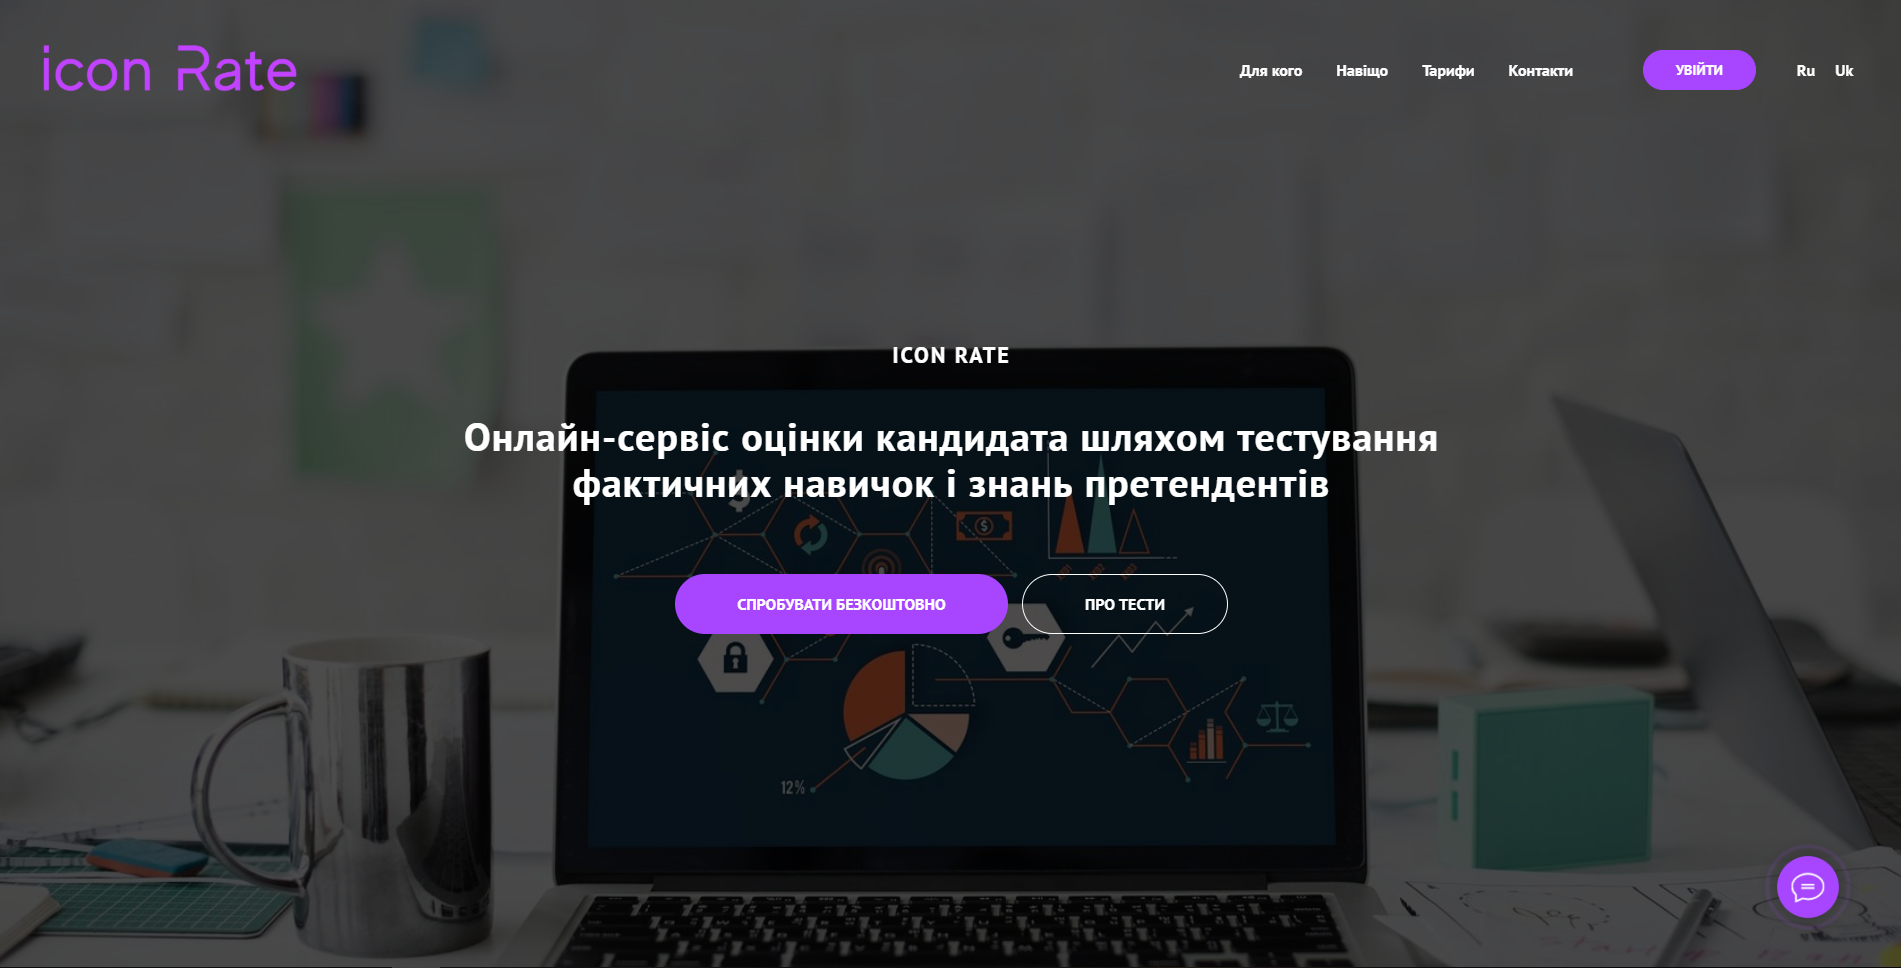 icon Rate
Для кого
Навіщо
Тарифи
Контакти
УВІЙТИ
Ru
Uk
ICON RATE
Онлайн-сервіс оцінки кандидата шляхом тестування
фактичних навичок і знань претендентів
СПРОБУВАТИ БЕЗКОШТОВНО
ПРО ТЕСТИ
12%